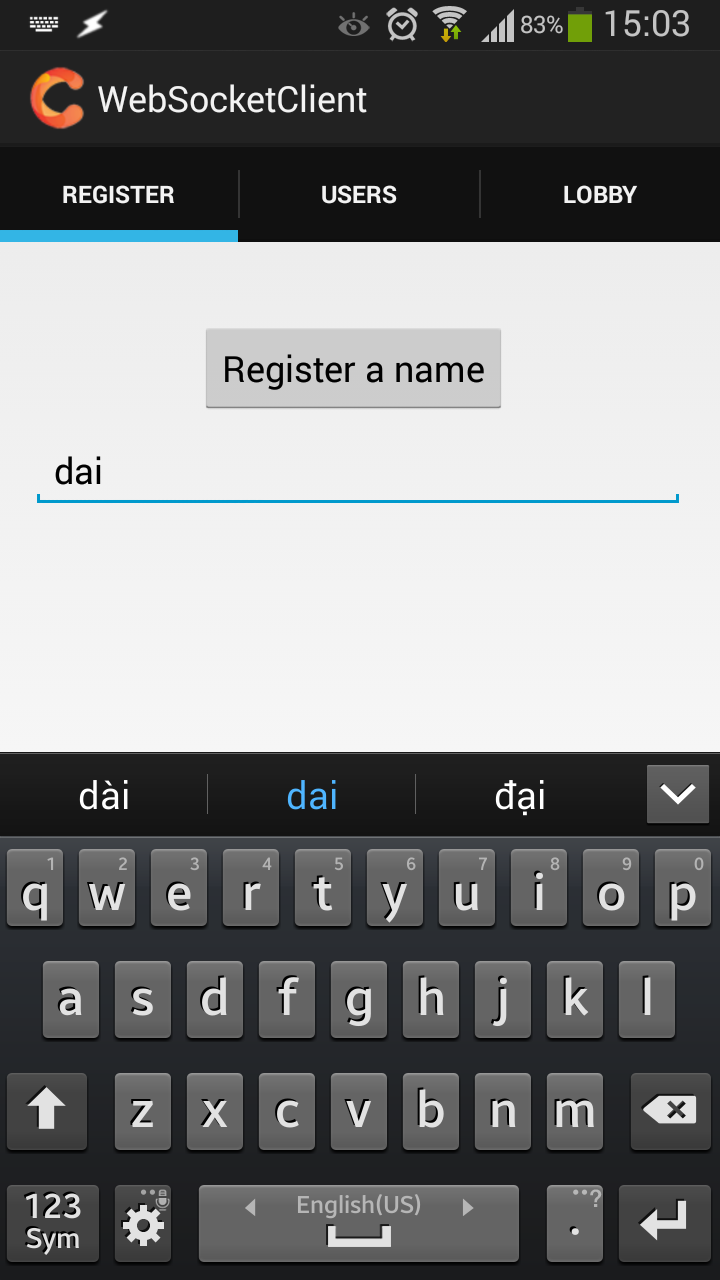 83% 15:03
WebSocketClient
REGISTER USERS LOBBY
Register a name
dai
dài dai đại
1 2 3 4 5 6 7 8 9 0
q w e r t y u i o p
a s d f g h j k l
z x c v b n m
123 English(US) ?
Sym .